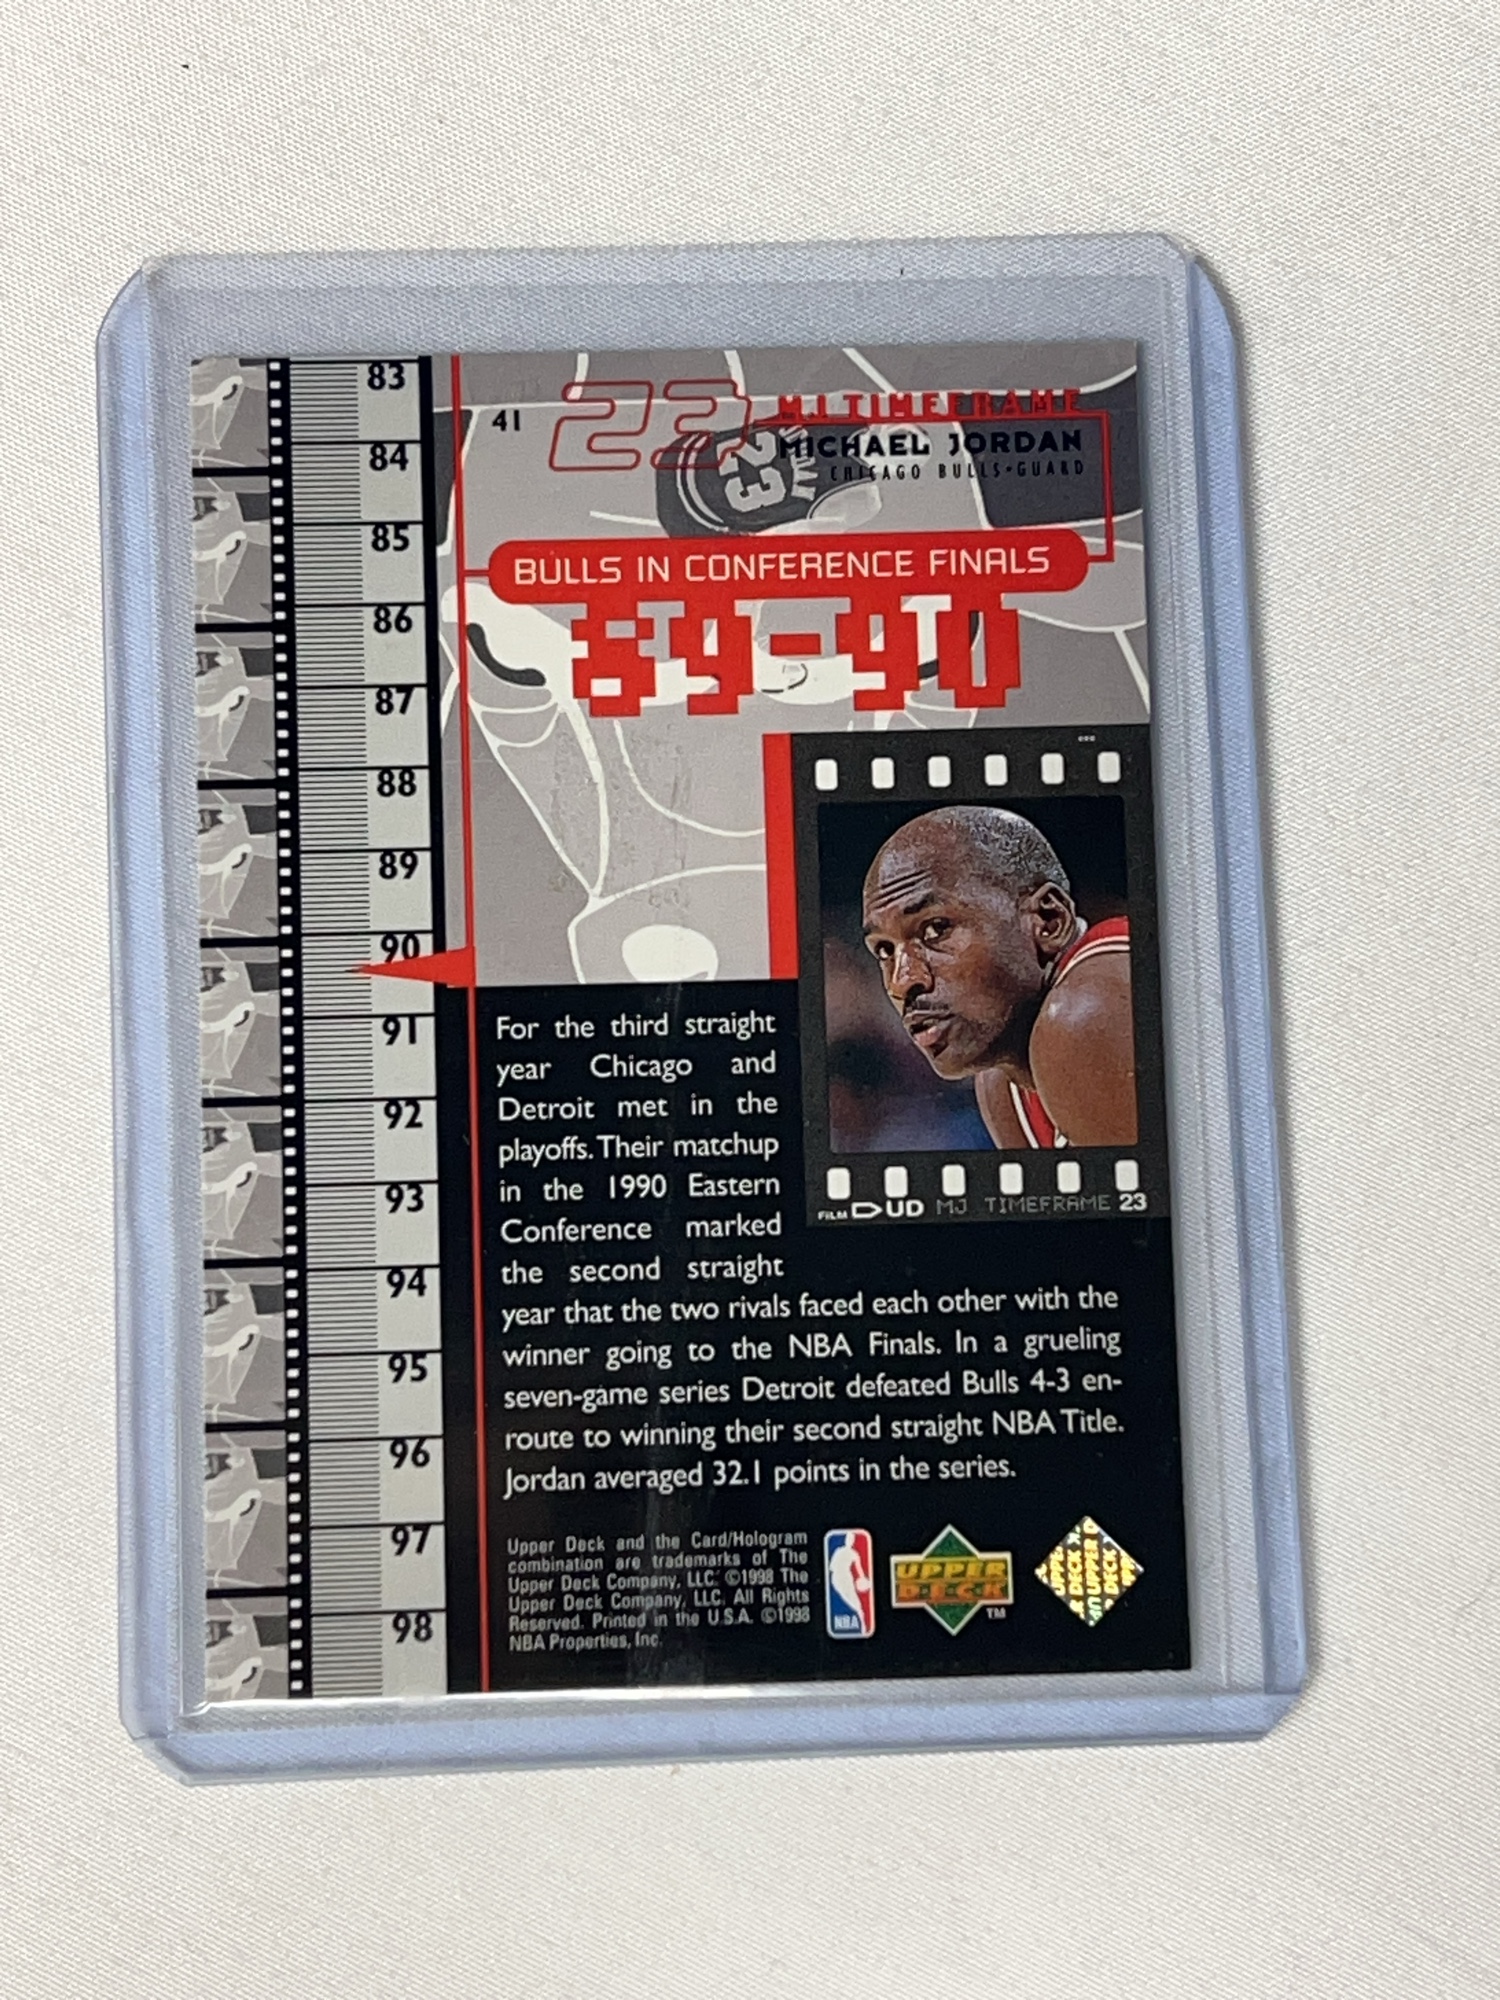 83
84
85
86
87
88
89
90
91
92
93
94
95
96
97
98
41
23
MJ TIMEFRAME
MICHAEL JORDAN
CHICAGO BULLS-GUARD
23
BULLS IN CONFERENCE FINALS
89-90
For the third straight
year Chicago and
Detroit met in the
playoffs. Their matchup
in the 1990 Eastern
Conference marked
the second straight
year that the two rivals faced each other with the
winner going to the NBA Finals. In a grueling
seven-game series Detroit defeated Bulls 4-3 en-
route to winning their second straight NBA Title.
Jordan averaged 32.1 points in the series.
FILM UD MJ TIMEFRAME 23
Upper Deck and the Card/Hologram
combination are trademarks of The
Upper Deck Company, LLC. ©1998 The
Upper Deck Company, LLC. All Rights
Reserved. Printed in the U.S.A. ©1998
NBA Properties, Inc.
NBA
UPPER
DECK
TM
UPPER
DECK
UPPER
DECK